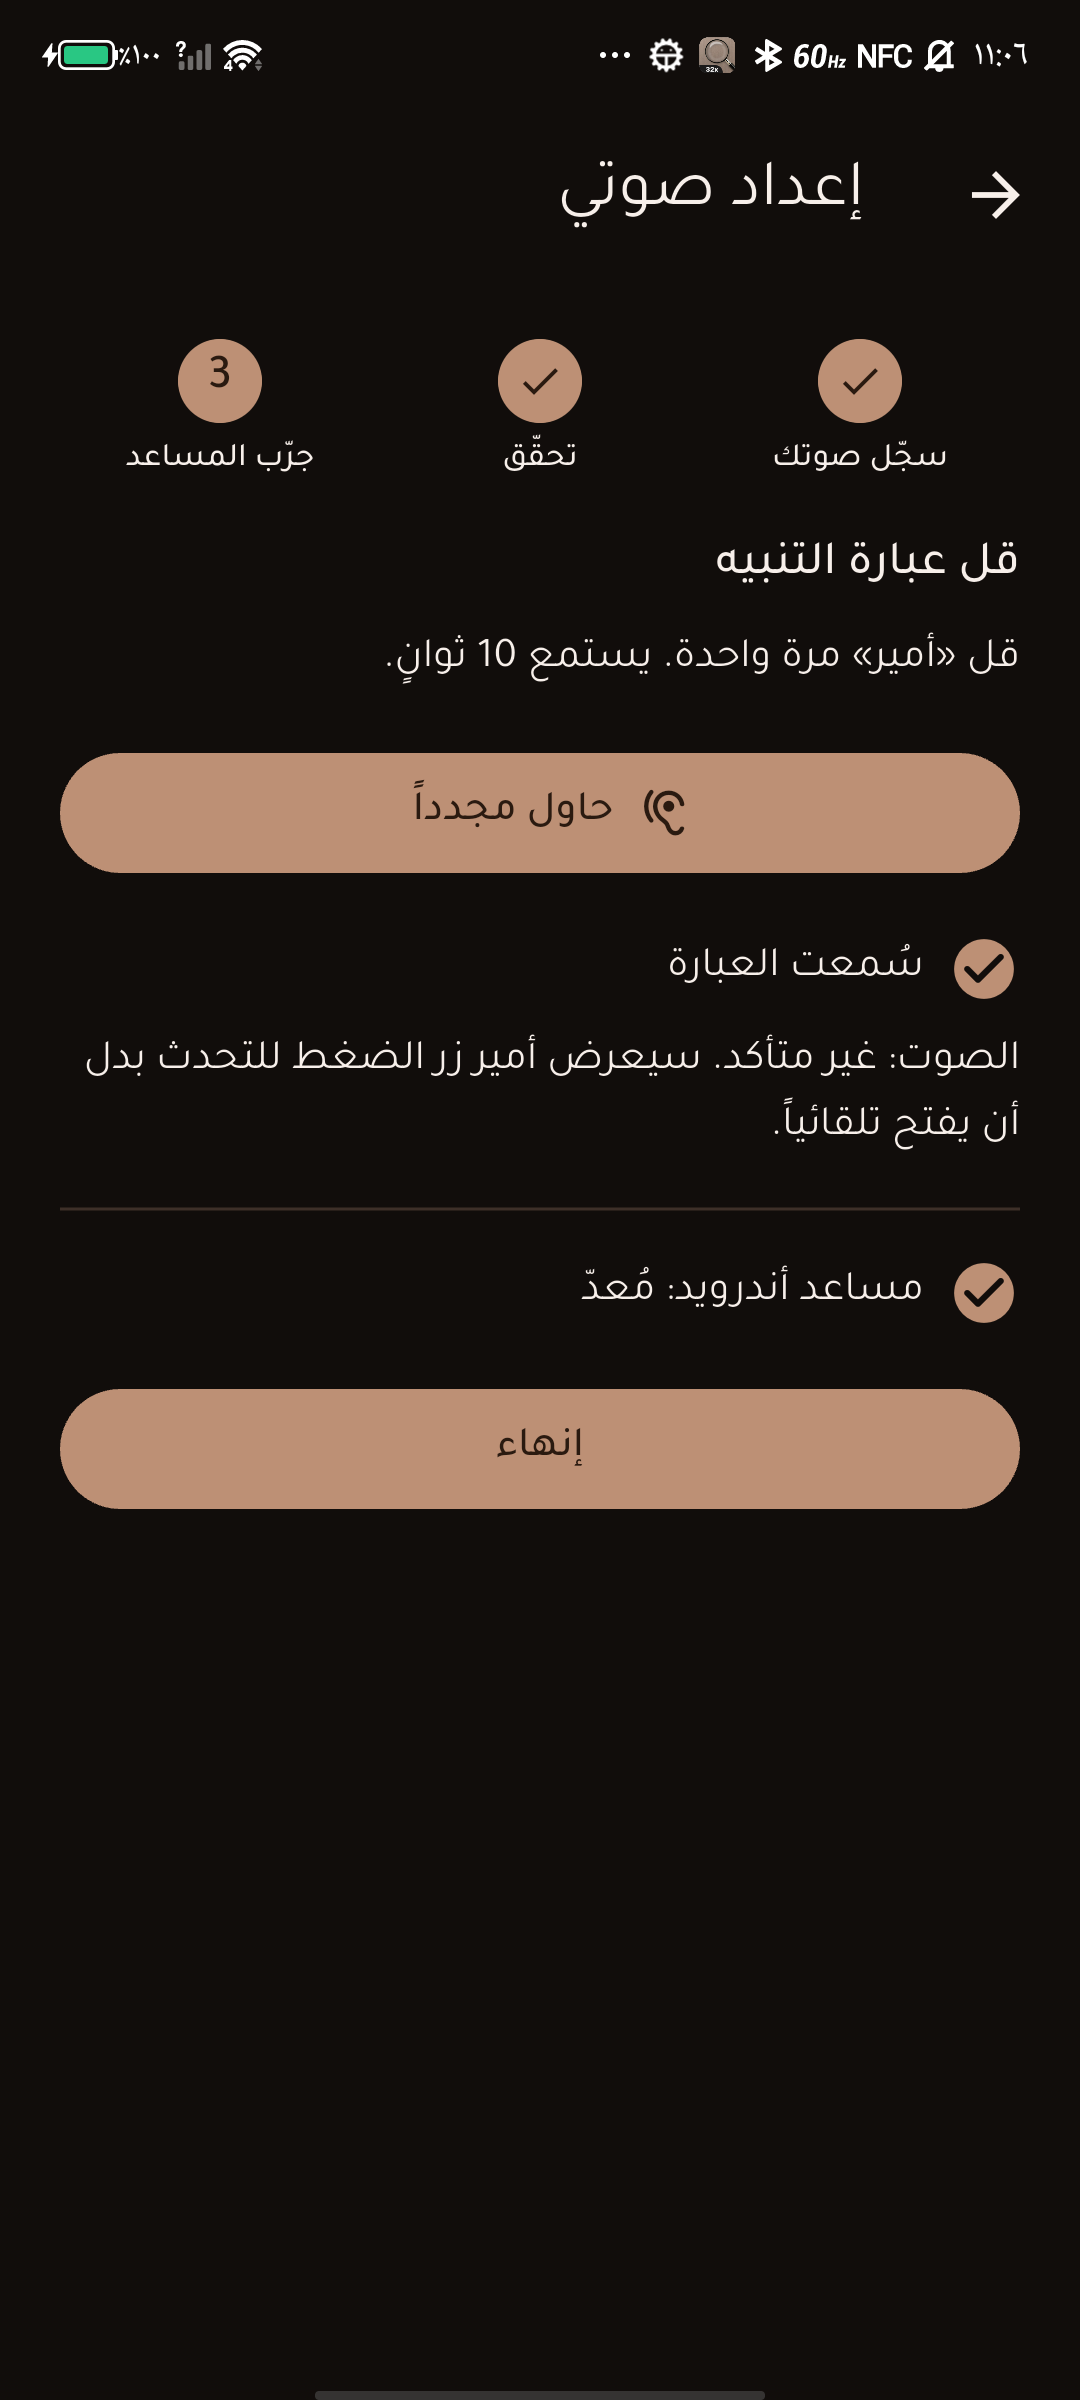 ١١:٠٦ NFC 60Hz 32K ... ٪١٠٠
إعداد صوتي
سجّل صوتك
تحقّق
3
جرّب المساعد
قل عبارة التنبيه
قل «أمير» مرة واحدة. يستمع 10 ثوانٍ.
حاول مجدداً
سُمعت العبارة
الصوت: غير متأكد. سيعرض أمير زر الضغط للتحدث بدل
أن يفتح تلقائياً.
مساعد أندرويد: مُعدّ
إنهاء